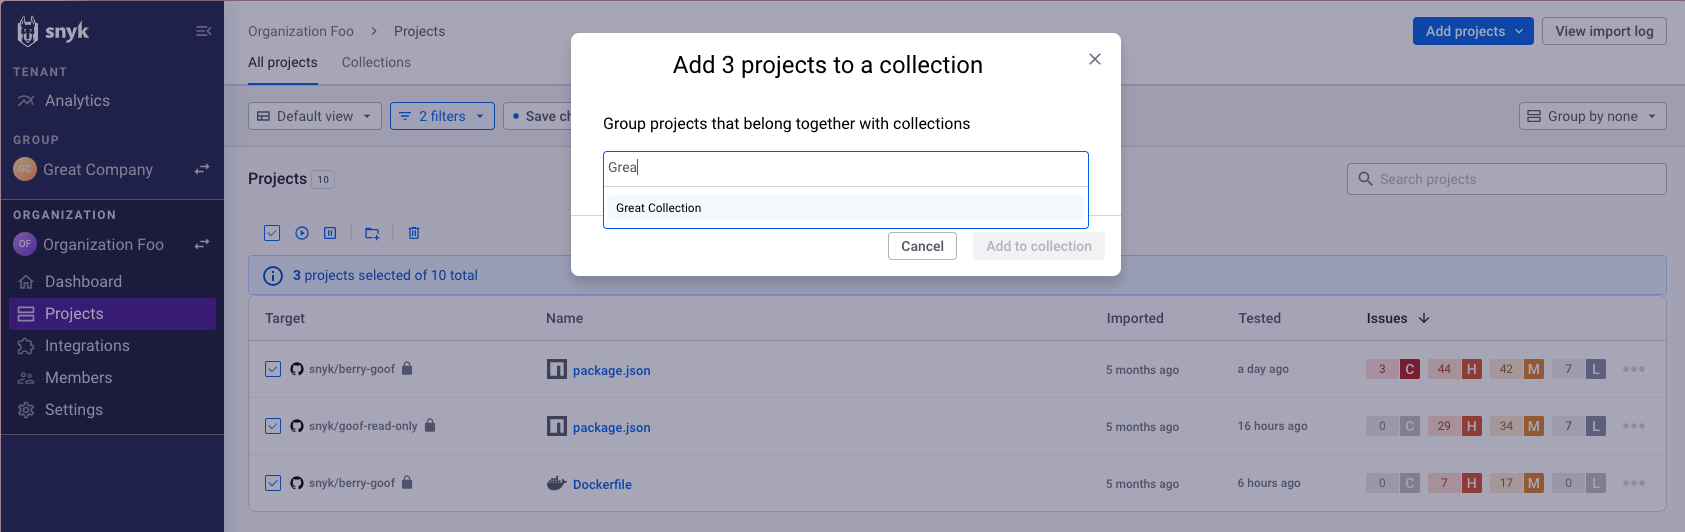 snyk
TENANT
Analytics
GROUP
GC Great Company
ORGANIZATION
OF Organization Foo
Dashboard
Projects
Integrations
Members
Settings
Organization Foo > Projects
Add projects
View import log
All projects Collections
Default view
2 filters
Save ch
Group by none
Projects 10
Search projects
3 projects selected of 10 total
Add 3 projects to a collection
Group projects that belong together with collections
Grea
Great Collection
Cancel
Add to collection
Target Name Imported Tested Issues
snyk/berry-goof package.json 5 months ago a day ago 3 C 44 H 42 M 7 L
snyk/goof-read-only package.json 5 months ago 16 hours ago 0 C 29 H 34 M 7 L
snyk/berry-goof Dockerfile 5 months ago 6 hours ago 0 C 7 H 17 M 0 L